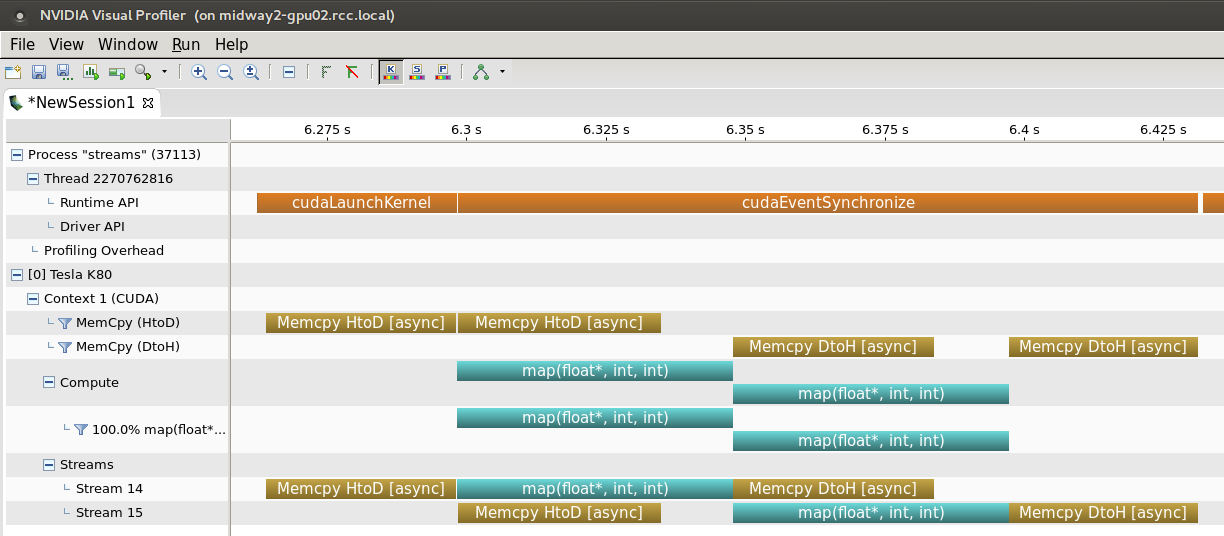 NVIDIA Visual Profiler (on midway2-gpu02.rcc.local)
File View Window Run Help
K S P
*NewSession1
6.275 s 6.3 s 6.325 s 6.35 s 6.375 s 6.4 s 6.425 s
Process "streams" (37113)
Thread 2270762816
Runtime API cudaLaunchKernel cudaEventSynchronize
Driver API
Profiling Overhead
[0] Tesla K80
Context 1 (CUDA)
MemCpy (HtoD) Memcpy HtoD [async] Memcpy HtoD [async]
MemCpy (DtoH) Memcpy DtoH [async] Memcpy DtoH [async]
map(float*, int, int)
Compute
map(float*, int, int)
map(float*, int, int)
100.0% map(float*...
map(float*, int, int)
Streams
Stream 14 Memcpy HtoD [async] map(float*, int, int) Memcpy DtoH [async]
Stream 15 Memcpy HtoD [async] map(float*, int, int) Memcpy DtoH [async]